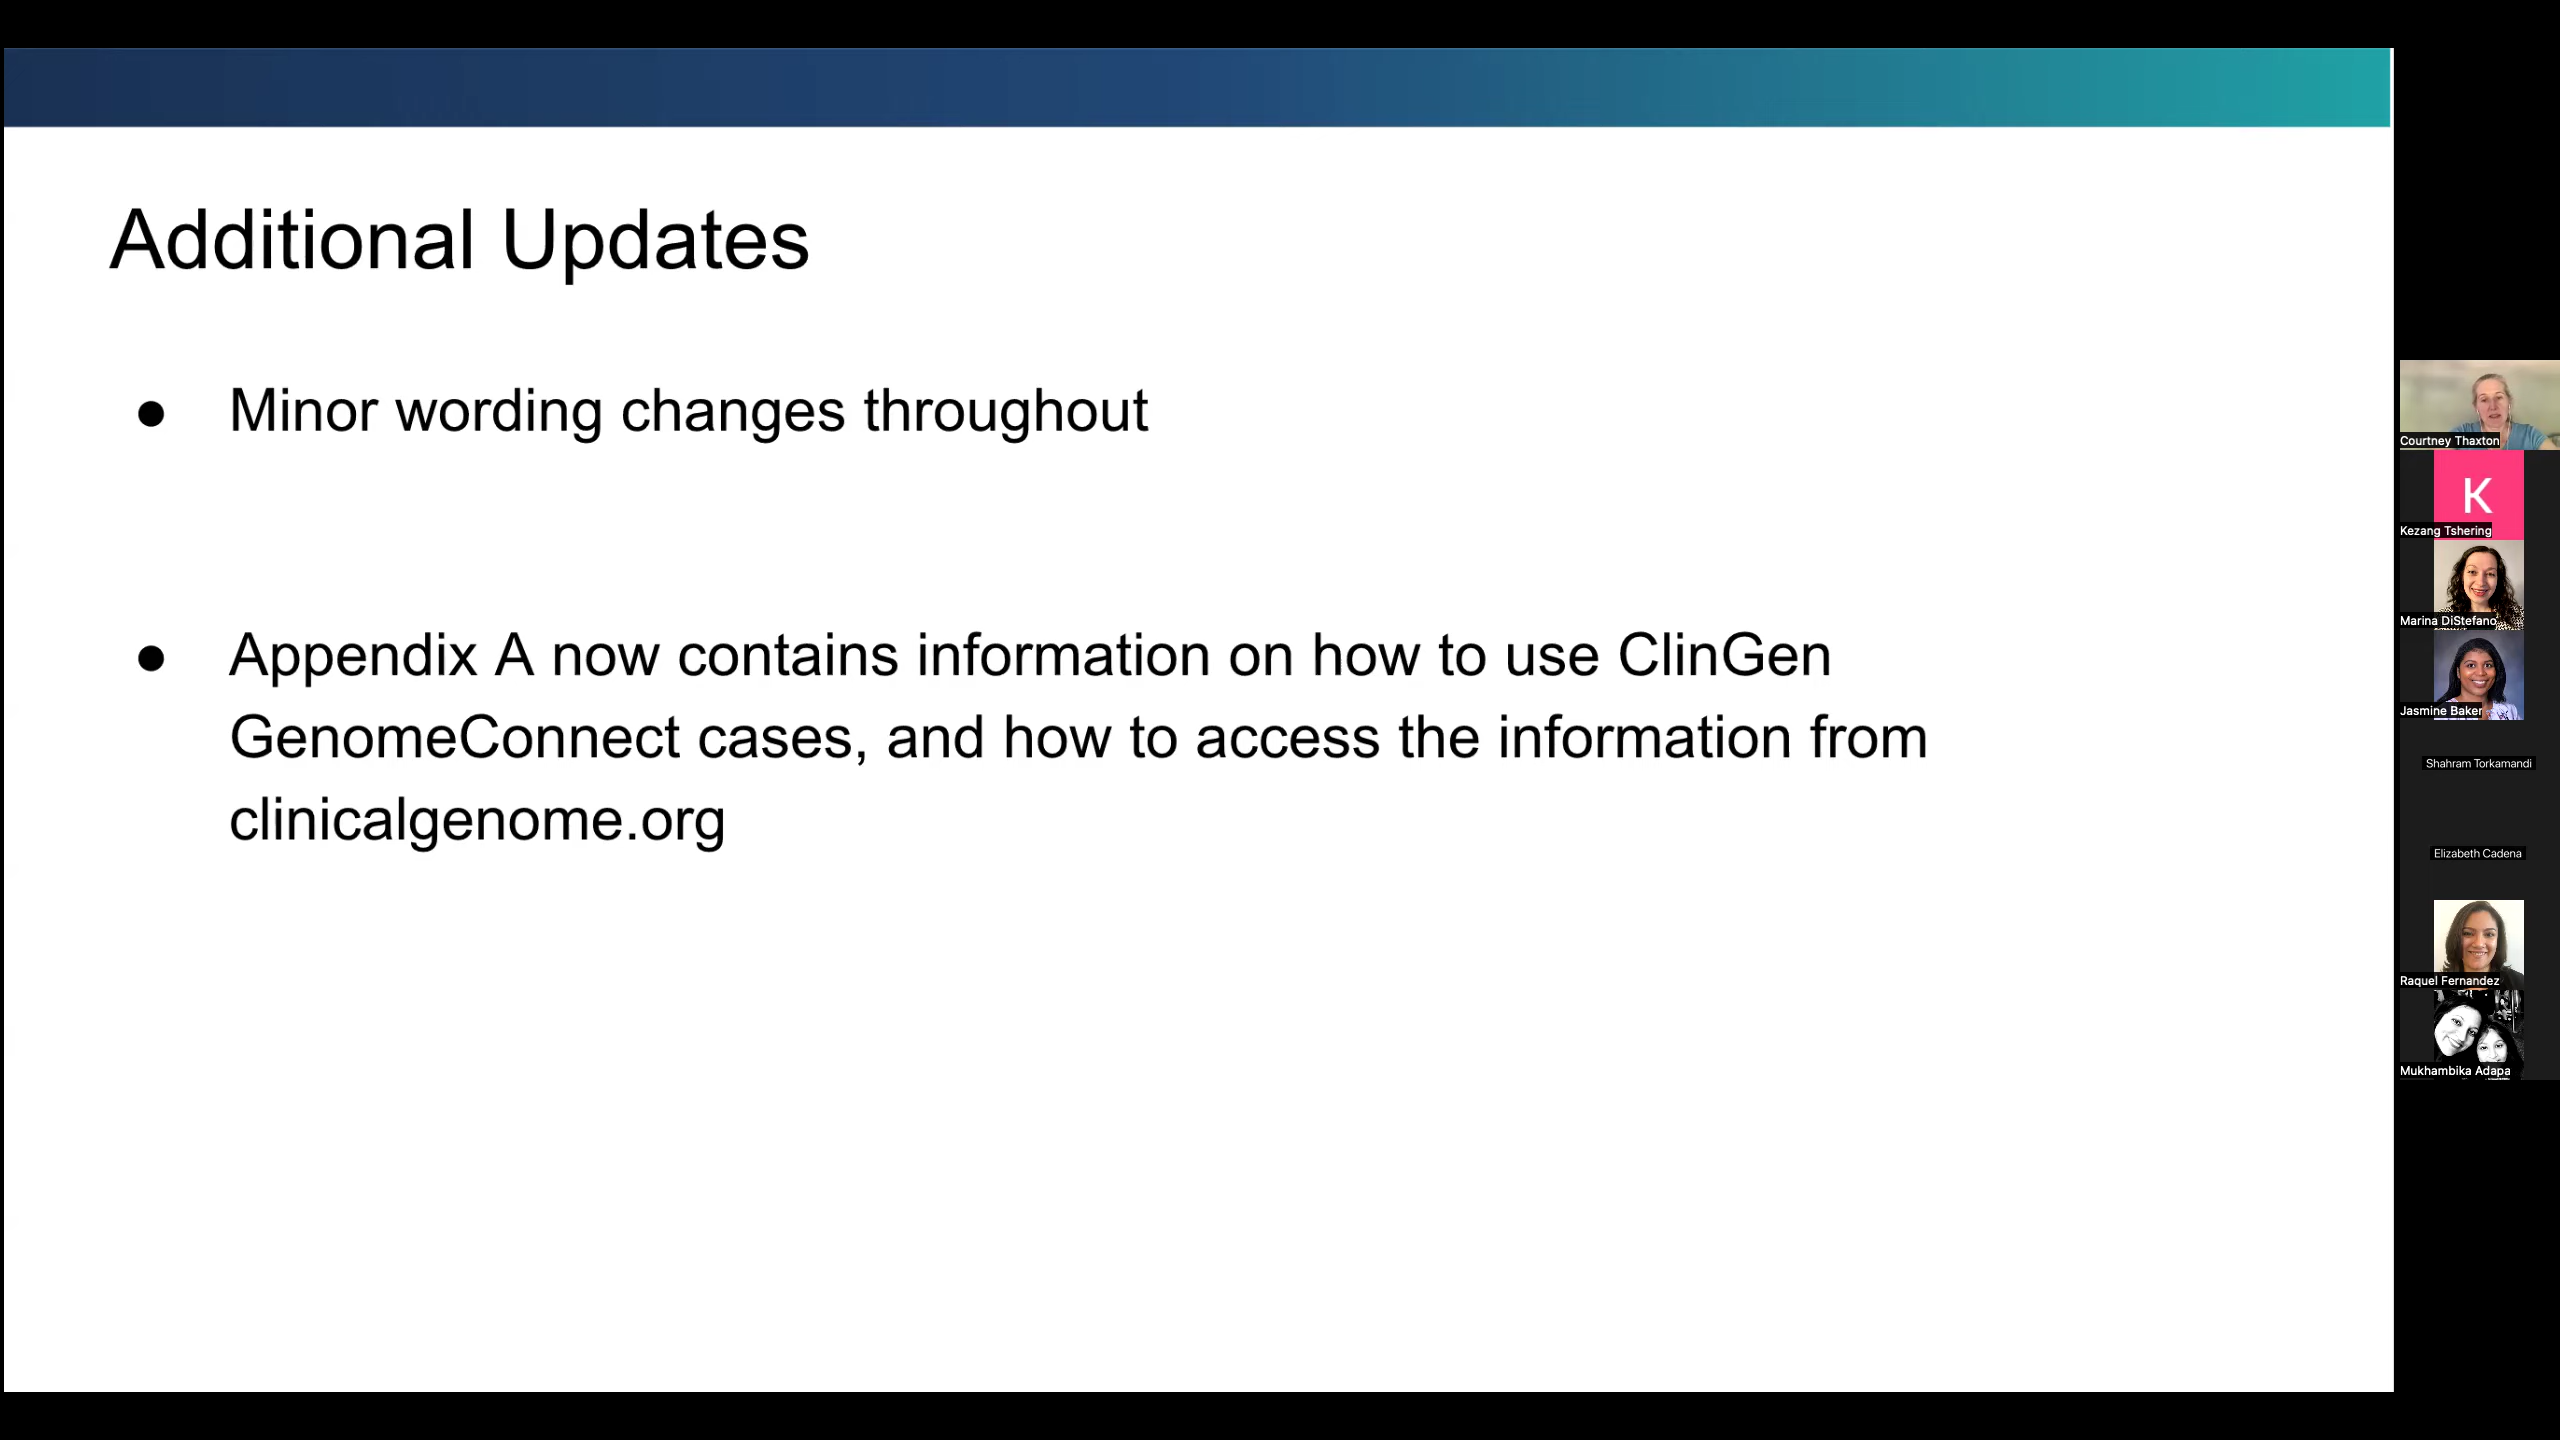 Additional Updates
● Minor wording changes throughout
● Appendix A now contains information on how to use ClinGen
GenomeConnect cases, and how to access the information from
clinicalgenome.org
Courtney Thaxton
K
Kezang Tshering
Marina DiStefano
Jasmine Baker
Shahram Torkamandi
Elizabeth Cadena
Raquel Fernandez
Mukhambika Adapa